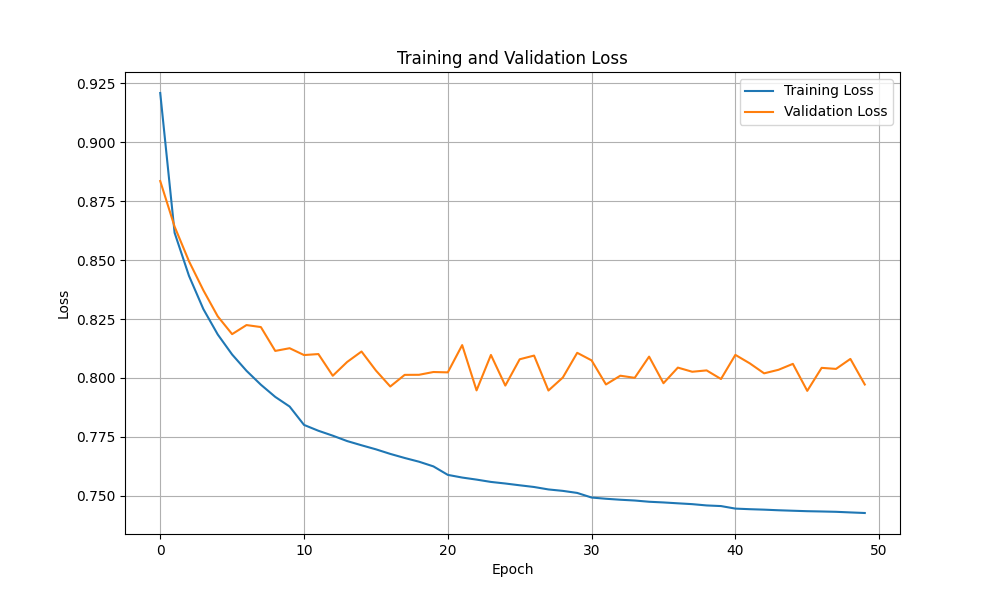 Training and Validation Loss
Training Loss
Validation Loss
0.925
0.900
0.875
0.850
0.825
0.800
0.775
0.750
Loss
0 10 20 30 40 50
Epoch